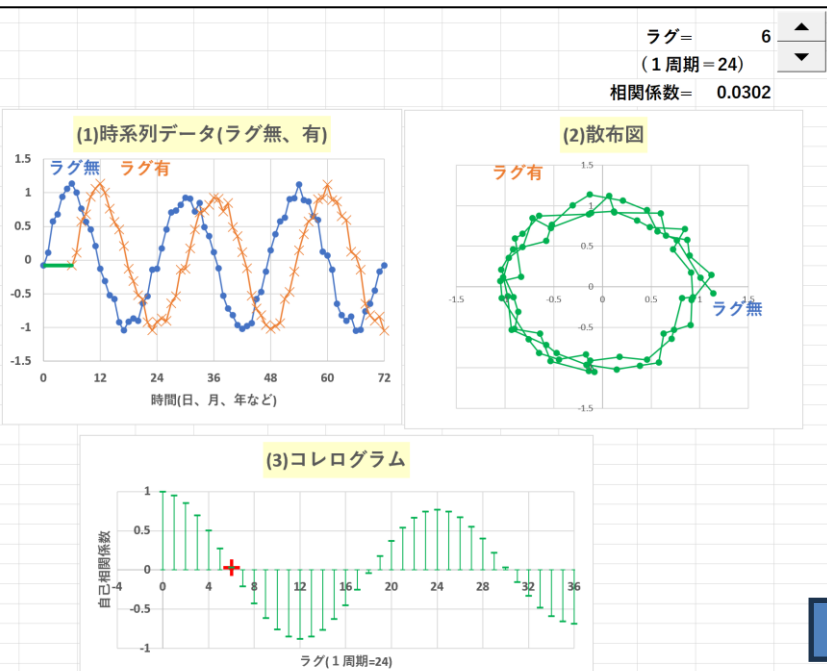 ラグ= 6
(1周期=24)
相関係数= 0.0302
(1)時系列データ(ラグ無、有)
ラグ無 ラグ有
1.5
1
0.5
0
-0.5
-1
-1.5
0 12 24 36 48 60 72
時間(日、月、年など)
(2)散布図
ラグ有
1.5
1
0.5
0
-0.5
-1
-1.5
-1.5 -0.5 0 0.5 1.5
ラグ無
(3)コレログラム
自己相関係数
1
0.5
0
-0.5
-1
-4 0 4 8 12 16 20 24 28 32 36
ラグ(1周期=24)